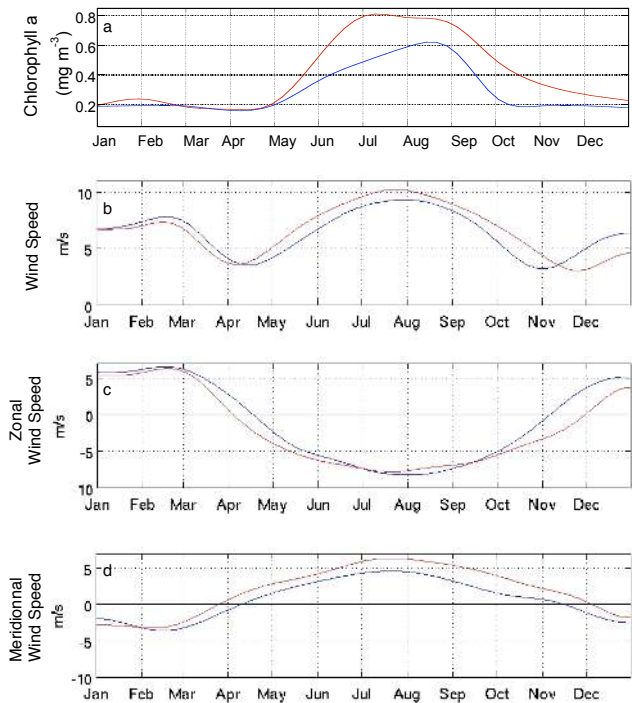 Chlorophyll a
(mg m-3)
a
0.8
0.6
0.4
0.2
Jan Feb Mar Apr May Jun Jul Aug Sep Oct Nov Dec
Wind Speed
m/s
b
10
5
0
Jan Feb Mar Apr May Jun Jul Aug Sep Oct Nov Dec
Zonal
Wind Speed
m/s
c
5
0
-5
10
Jan Feb Mar Apr May Jun Jul Aug Sep Oct Nov Dec
Meridionnal
Wind Speed
m/s
d
5
0
-5
-10
Jan Feb Mar Apr May Jun Jul Aug Sep Oct Nov Dec